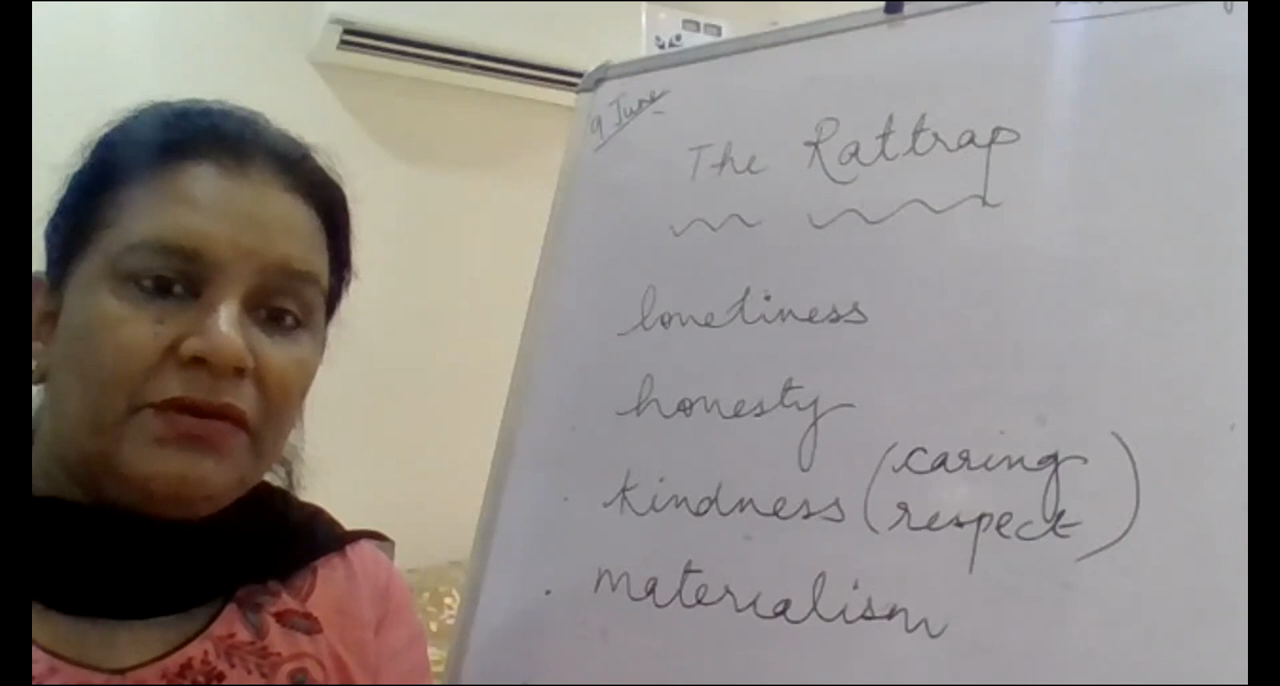 9 June
The Rattrap
loneliness
honesty
kindness (caring
respect)
materialism